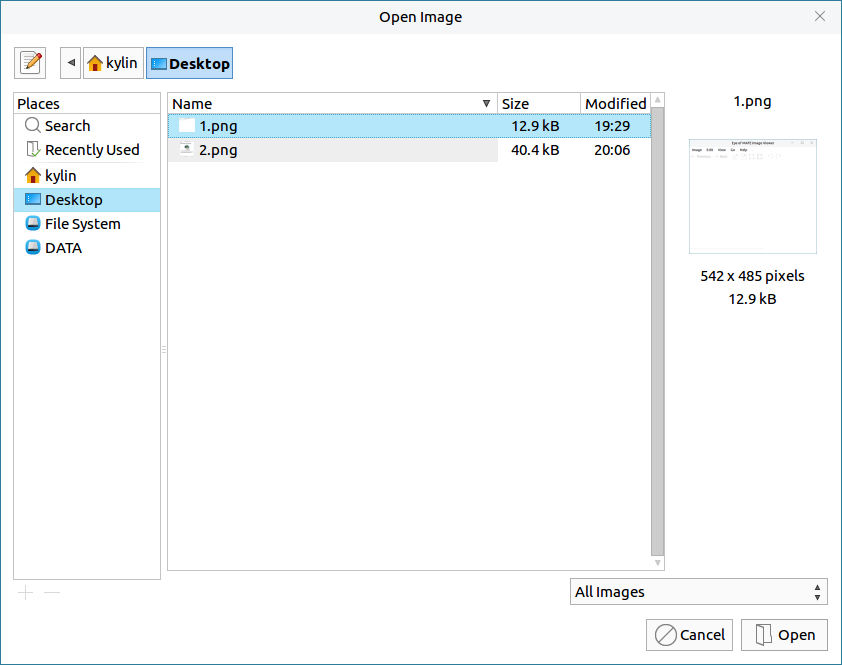 Open Image
kylin Desktop
Places
Search
Recently Used
kylin
Desktop
File System
DATA
Name Size Modified
1.png 12.9 kB 19:29
2.png 40.4 kB 20:06
1.png
Eye of MATE Image Viewer
Image Edit View Go Help
542 x 485 pixels
12.9 kB
All Images
Cancel Open